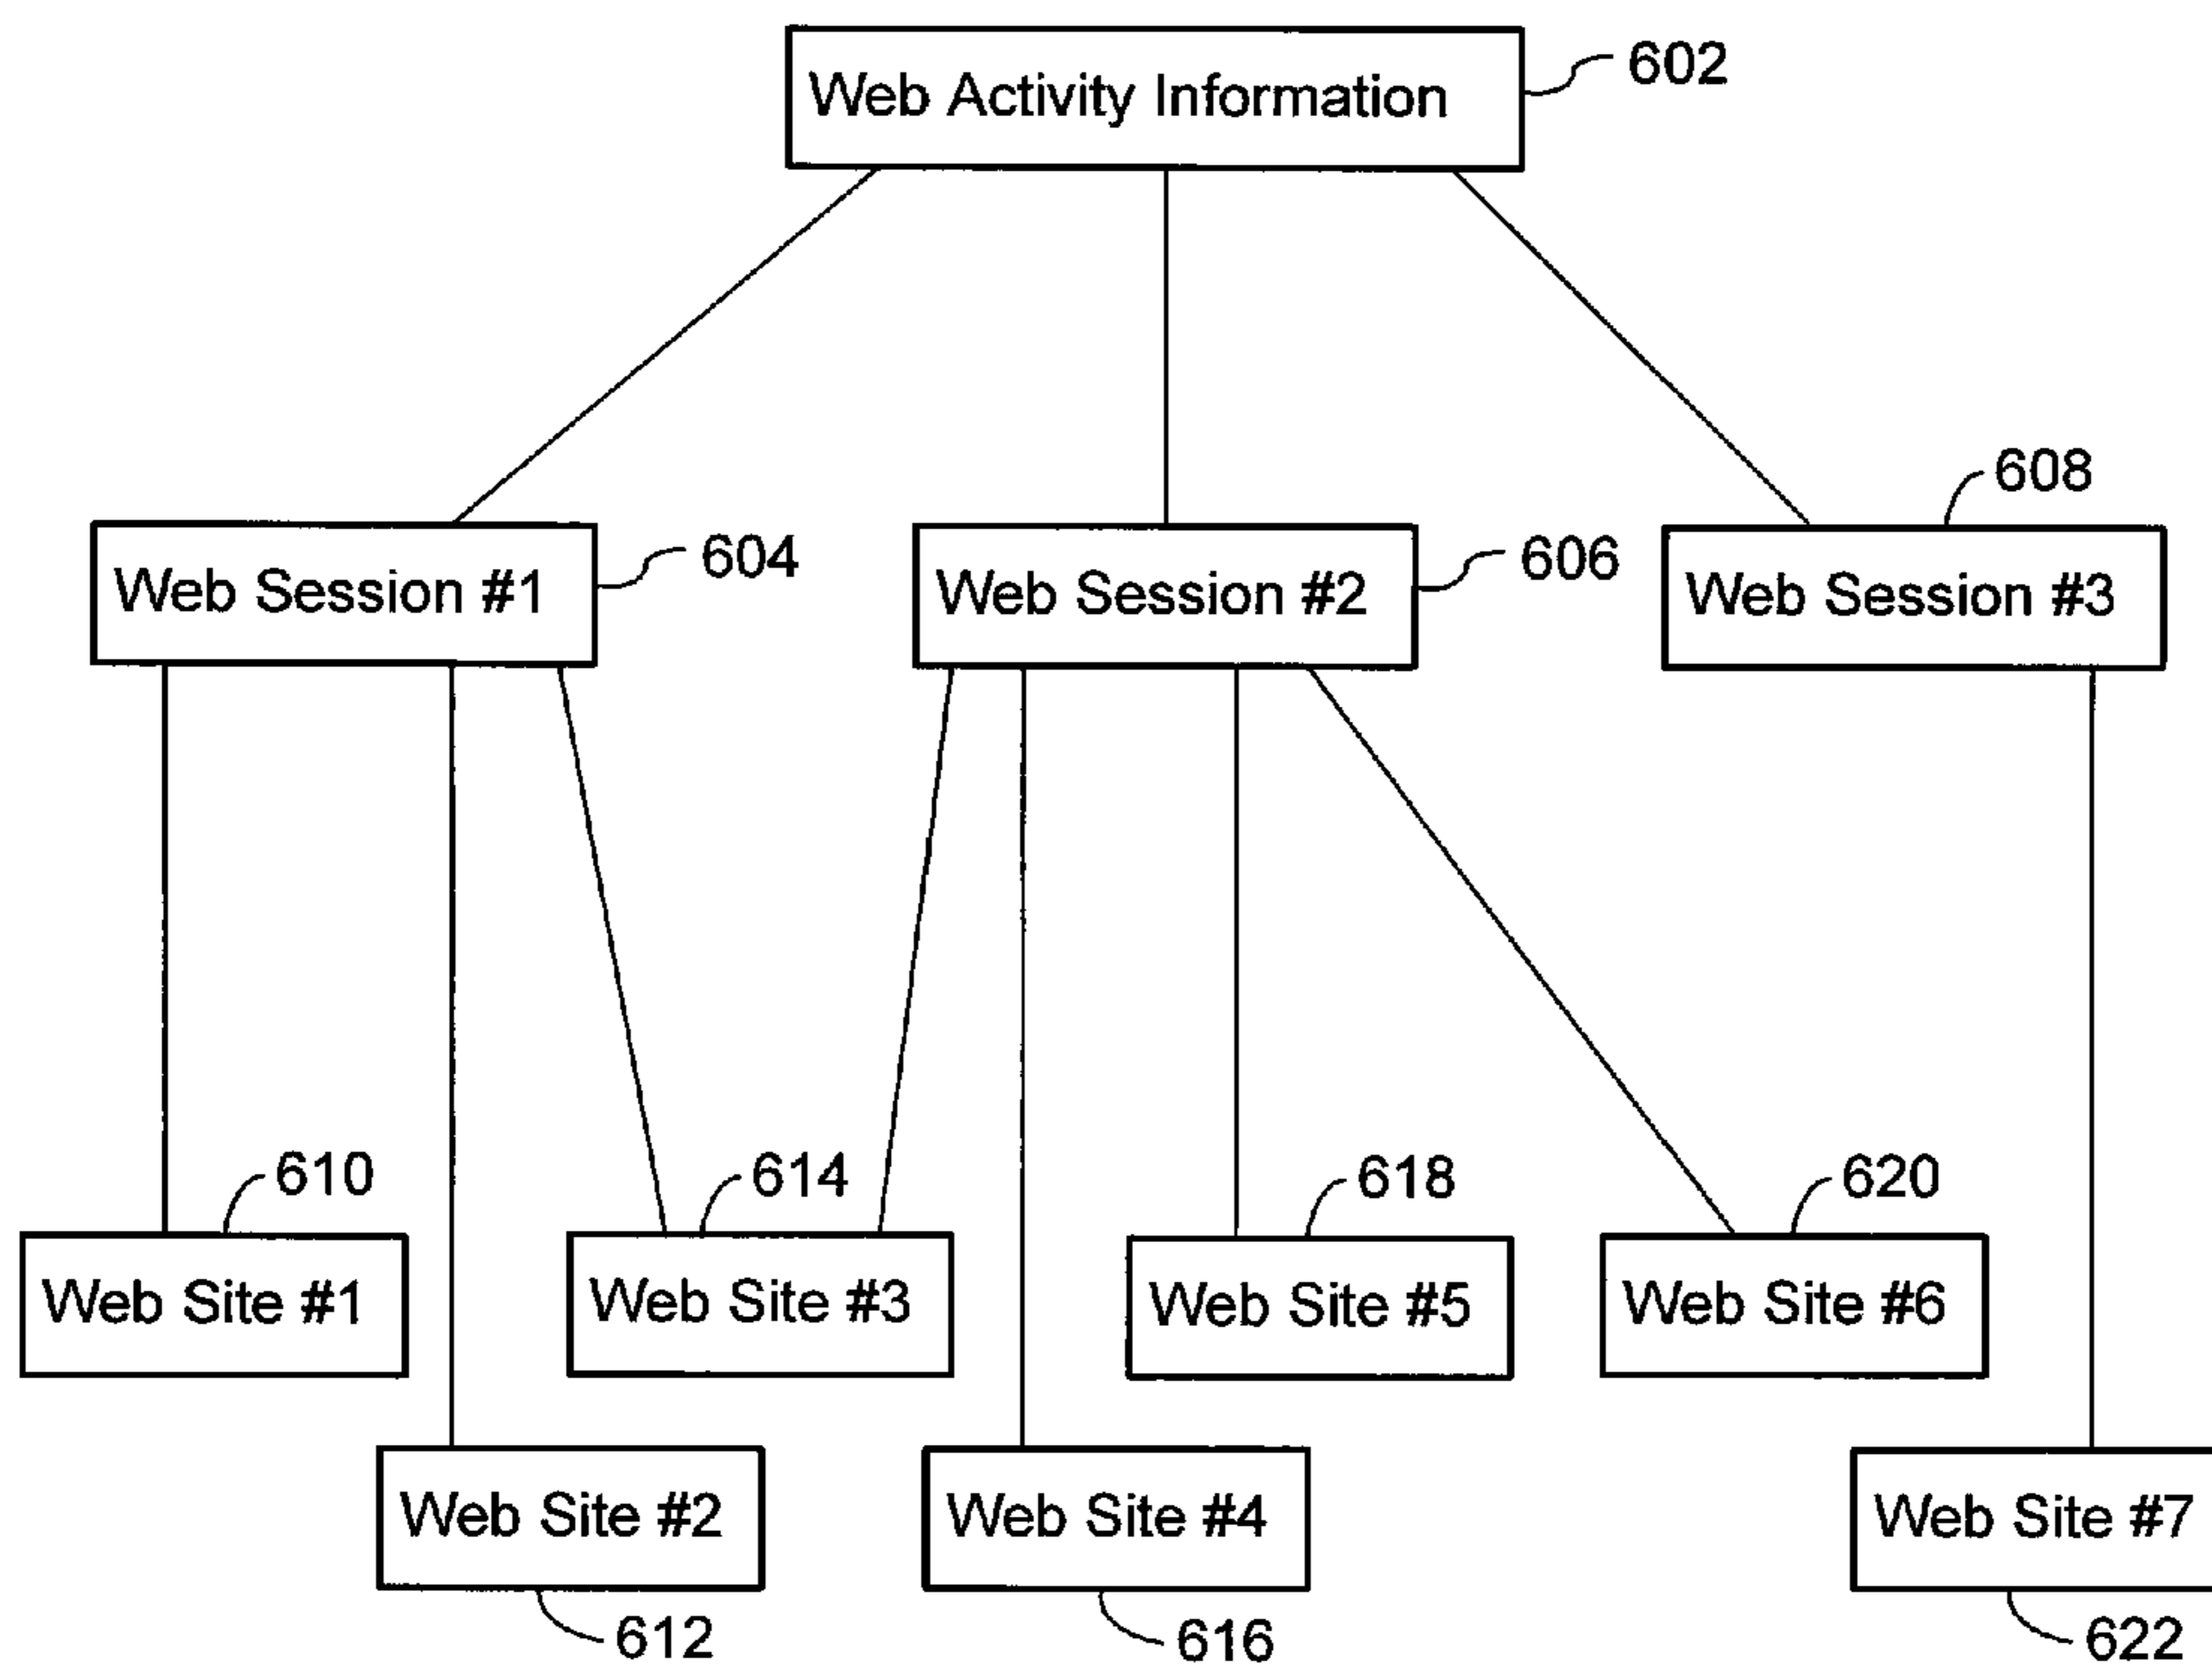 Web Activity Information
602
608
Web Session #1
604
Web Session #2
606
Web Session #3
610
614
618
620
Web Site #1
Web Site #3
Web Site #5
Web Site #6
Web Site #2
Web Site #4
Web Site #7
612
616
622